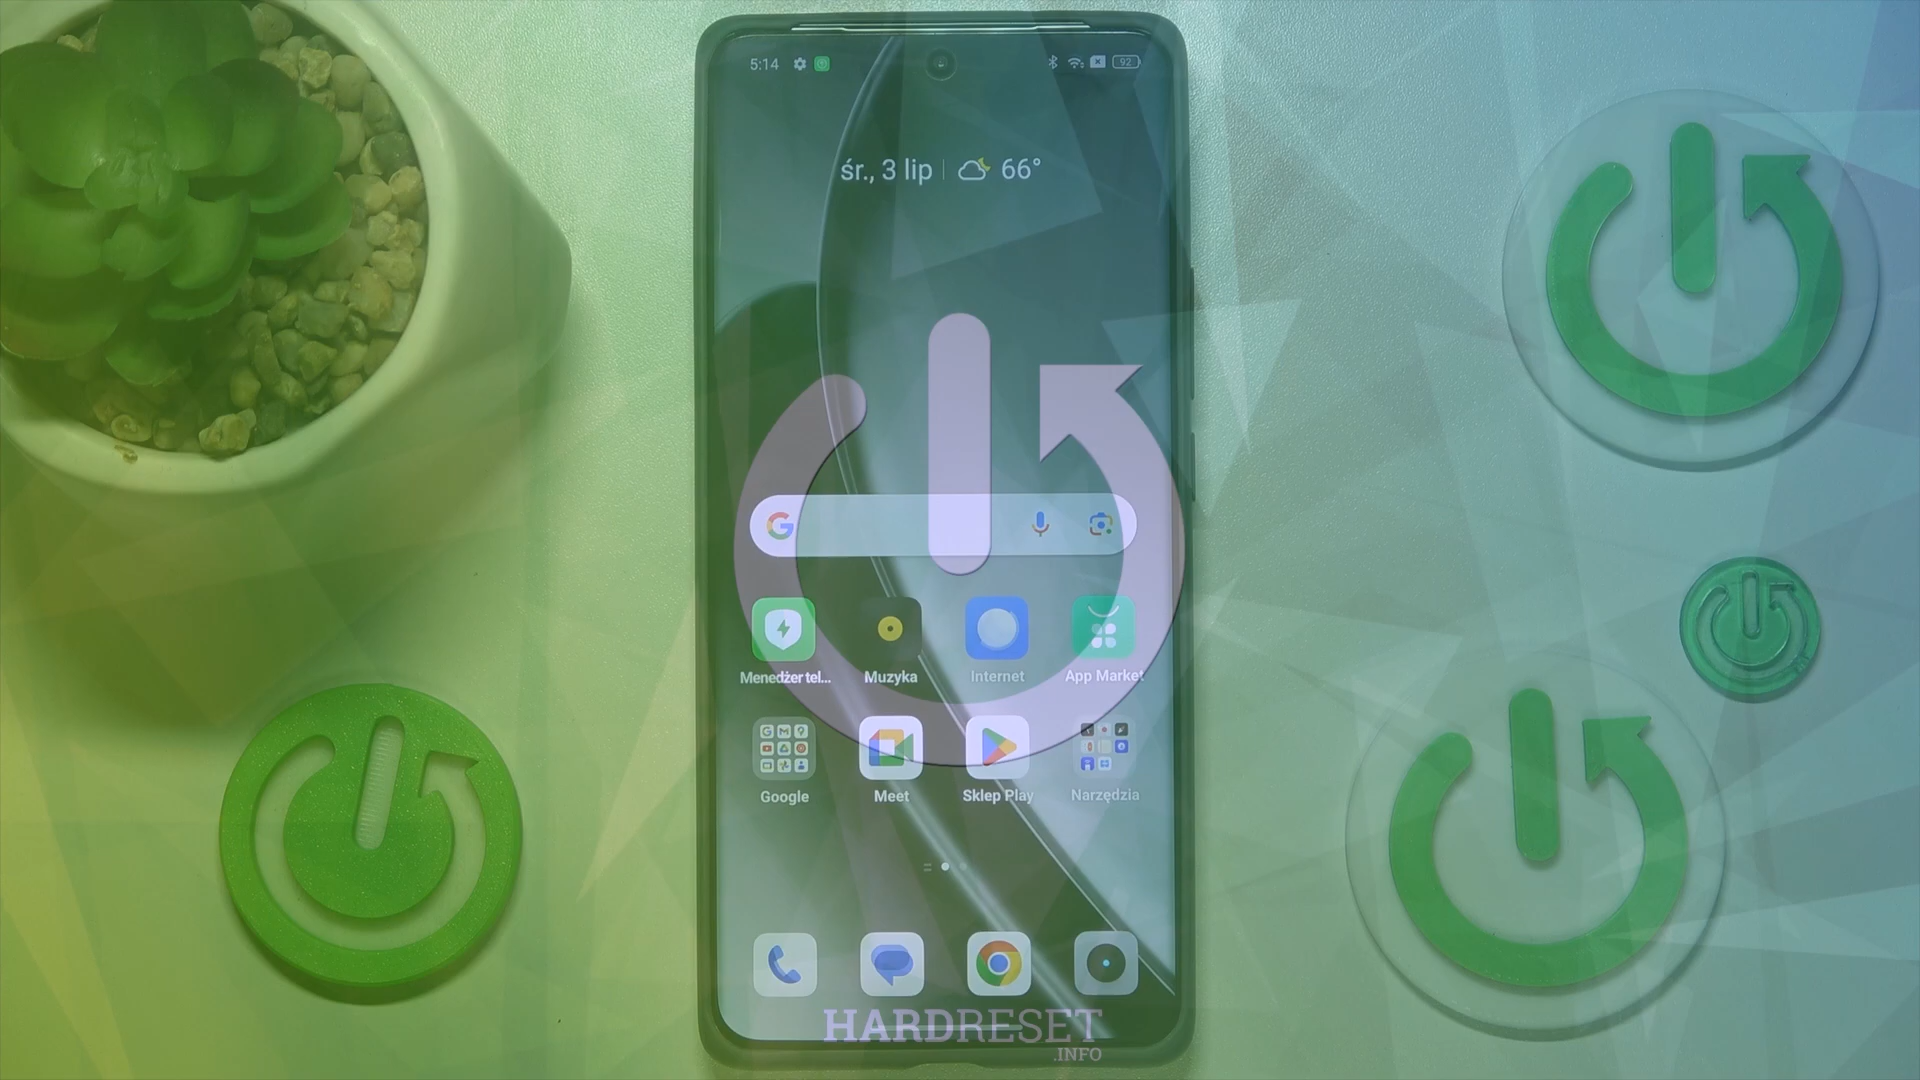 5:14
92
śr., 3 lip 66°
Menedżer tel...
Muzyka
Internet
App Market
Google
Meet
Sklep Play
Narzędzia
HARDRESET
.INFO